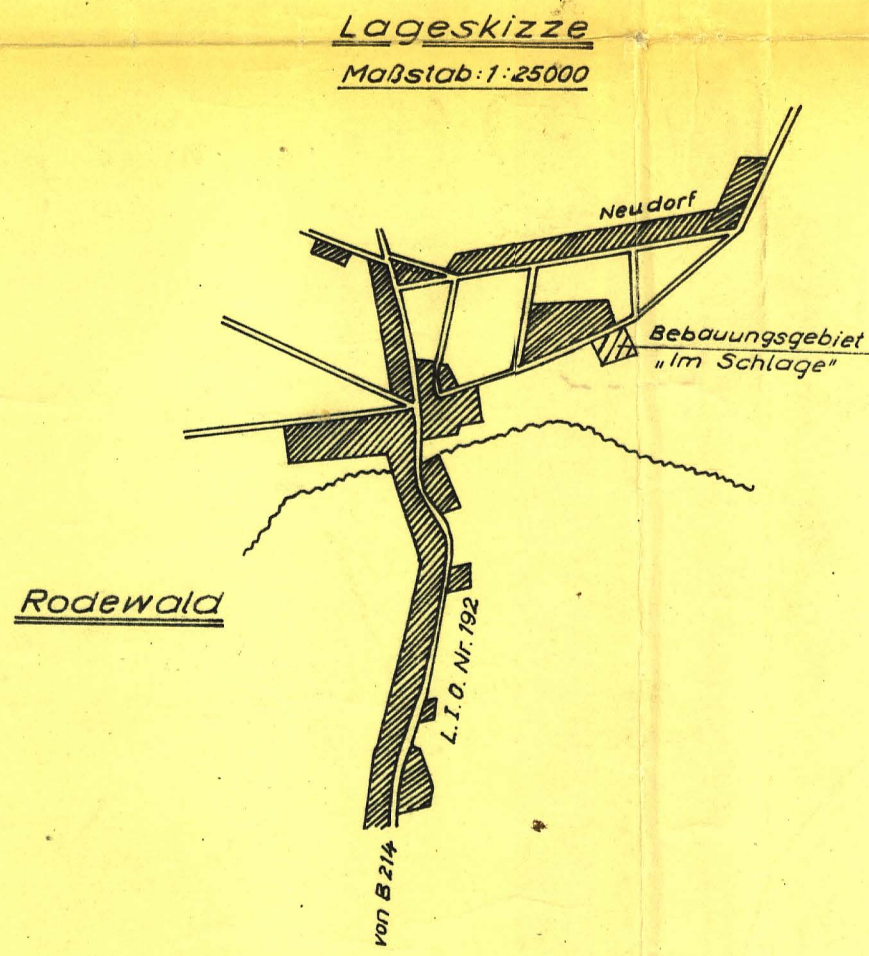 Lageskizze
Maßstab: 1:25000
Neudorf
Bebauungsgebiet
„Im Schlage"
Rodewald
L. I. O. Nr. 192
von B 214